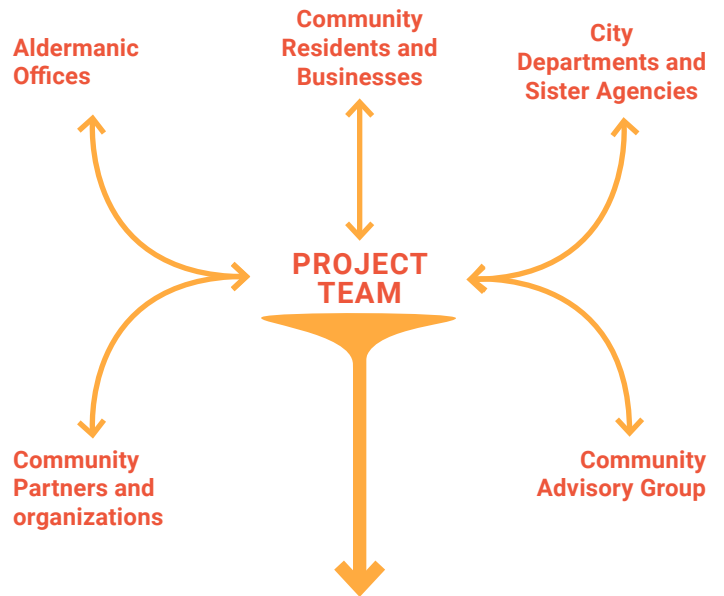 Aldermanic
Offices
Community
Residents and
Businesses
City
Departments and
Sister Agencies
PROJECT
TEAM
Community
Partners and
organizations
Community
Advisory Group